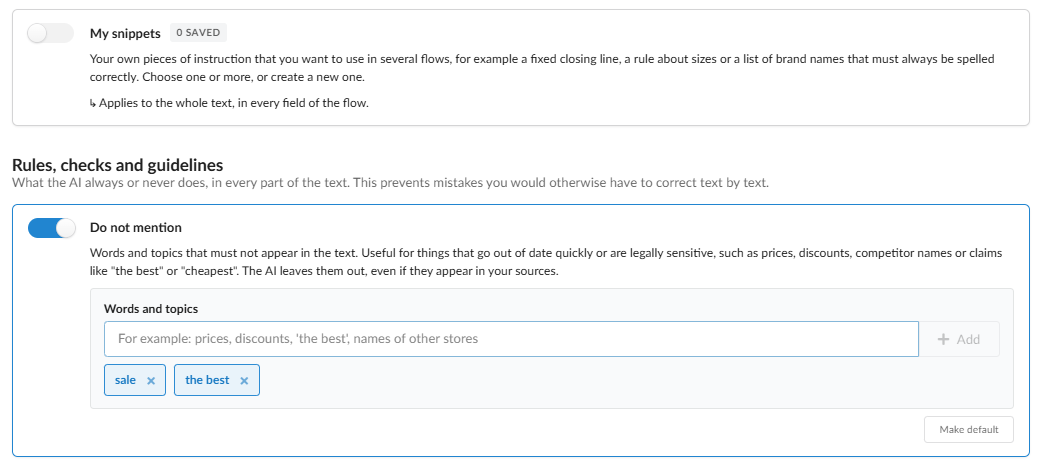 My snippets 0 SAVED
Your own pieces of instruction that you want to use in several flows, for example a fixed closing line, a rule about sizes or a list of brand names that must always be spelled
correctly. Choose one or more, or create a new one.
↳ Applies to the whole text, in every field of the flow.
Rules, checks and guidelines
What the AI always or never does, in every part of the text. This prevents mistakes you would otherwise have to correct text by text.
Do not mention
Words and topics that must not appear in the text. Useful for things that go out of date quickly or are legally sensitive, such as prices, discounts, competitor names or claims
like "the best" or "cheapest". The AI leaves them out, even if they appear in your sources.
Words and topics
For example: prices, discounts, 'the best', names of other stores
+ Add
sale × the best ×
Make default